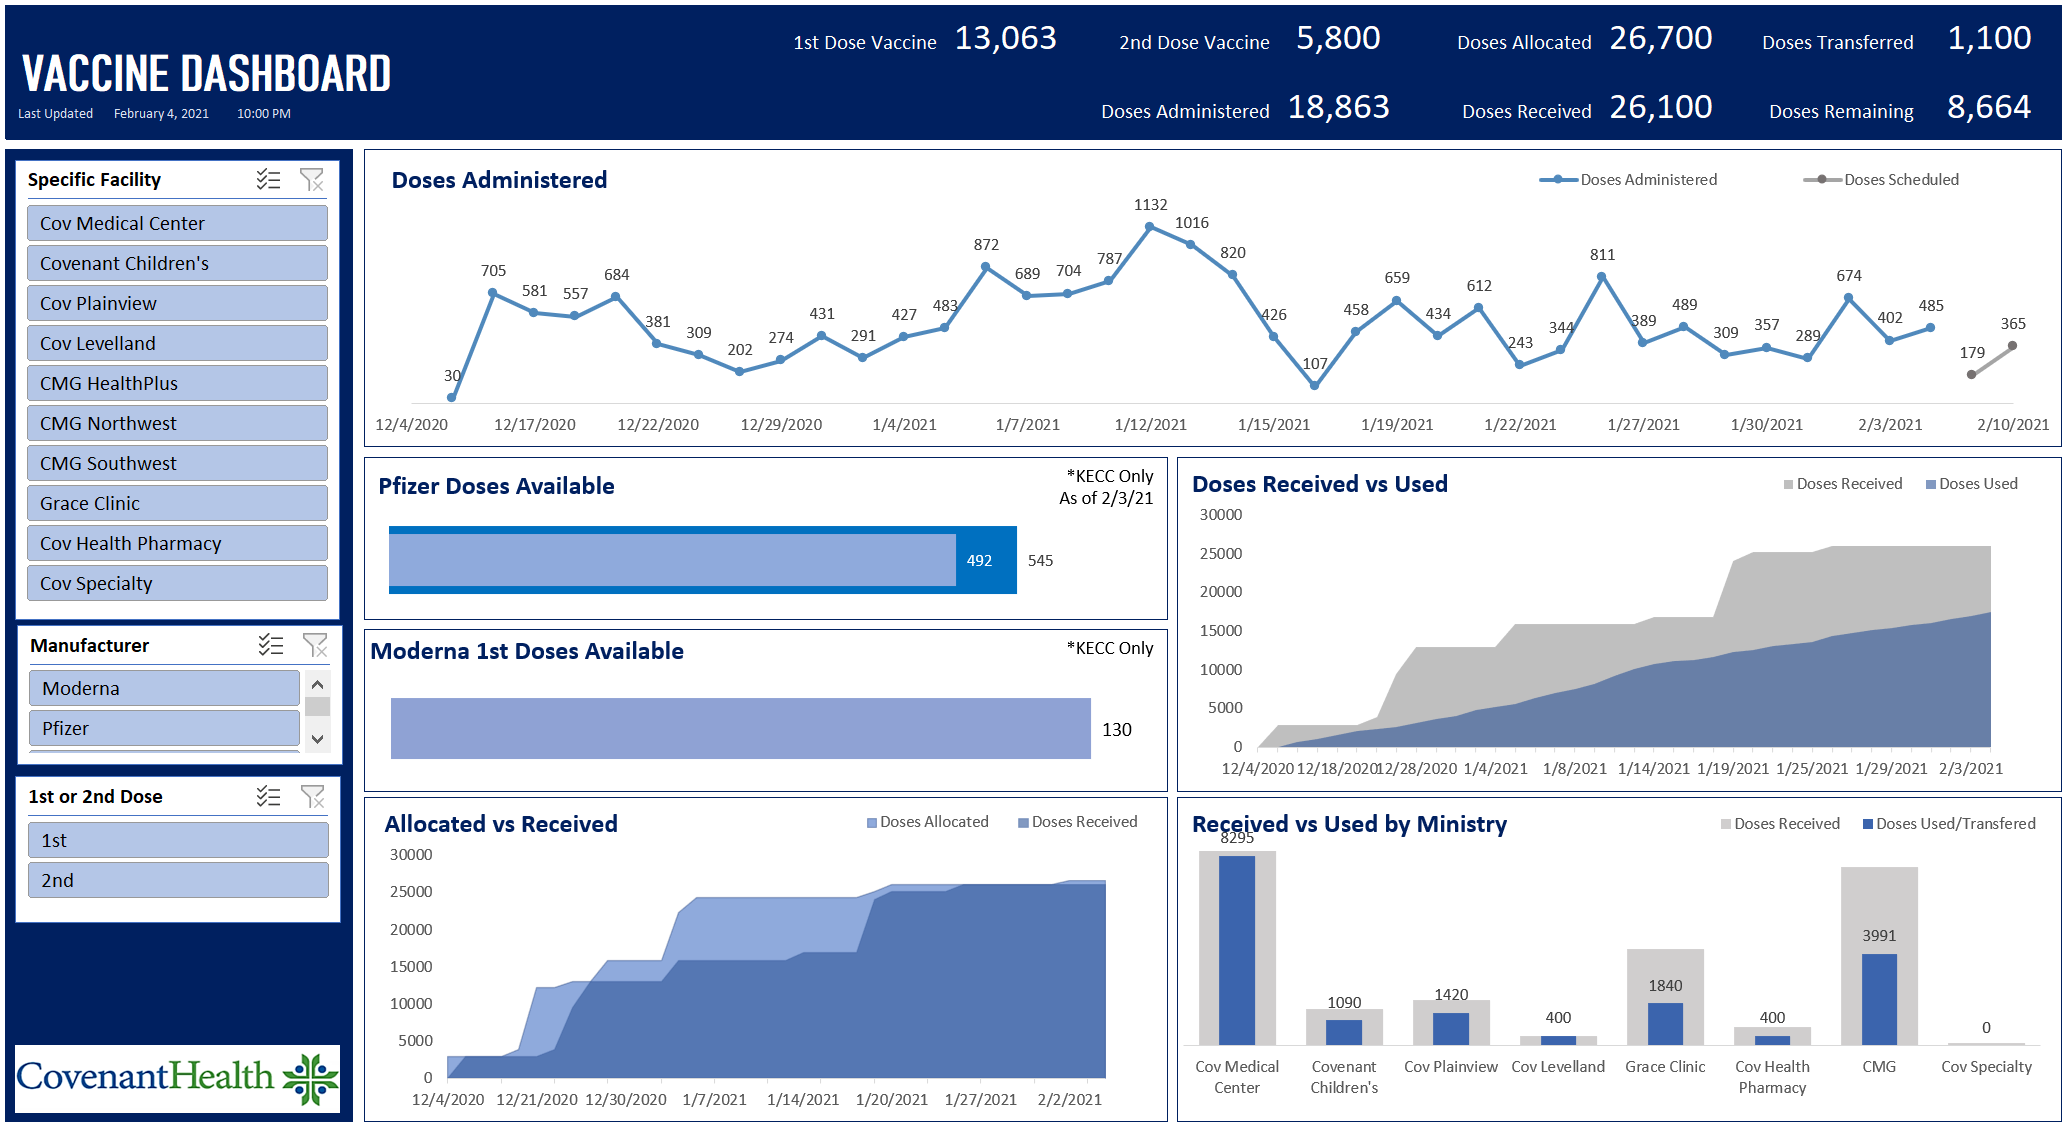 VACCINE DASHBOARD
Last Updated February 4, 2021 10:00 PM
1st Dose Vaccine 13,063
2nd Dose Vaccine 5,800
Doses Allocated 26,700
Doses Transferred 1,100
Doses Administered 18,863
Doses Received 26,100
Doses Remaining 8,664
Specific Facility
Cov Medical Center
Covenant Children's
Cov Plainview
Cov Levelland
CMG HealthPlus
CMG Northwest
CMG Southwest
Grace Clinic
Cov Health Pharmacy
Cov Specialty
Manufacturer
Moderna
Pfizer
1st or 2nd Dose
1st
2nd
CovenantHealth
Doses Administered
Doses Administered Doses Scheduled
30 705 581 557 684 381 309 202 274 431 291 427 483 872 689 704 787 1132 1016 820 426 107 458 659 434 612 243 344 811 389 489 309 357 289 674 402 485 179 365
12/4/2020 12/17/2020 12/22/2020 12/29/2020 1/4/2021 1/7/2021 1/12/2021 1/15/2021 1/19/2021 1/22/2021 1/27/2021 1/30/2021 2/3/2021 2/10/2021
Pfizer Doses Available
*KECC Only
As of 2/3/21
492 545
Moderna 1st Doses Available
*KECC Only
130
Doses Received vs Used
Doses Received Doses Used
30000
25000
20000
15000
10000
5000
0
12/4/2020 12/18/2020 12/28/2020 1/4/2021 1/8/2021 1/14/2021 1/19/2021 1/25/2021 1/29/2021 2/3/2021
Allocated vs Received
Doses Allocated Doses Received
30000
25000
20000
15000
10000
5000
0
12/4/2020 12/21/2020 12/30/2020 1/7/2021 1/14/2021 1/20/2021 1/27/2021 2/2/2021
Received vs Used by Ministry
Doses Received Doses Used/Transfered
8295 1090 1420 400 1840 400 3991 0
Cov Medical Center
Covenant Children's
Cov Plainview
Cov Levelland
Grace Clinic
Cov Health Pharmacy
CMG
Cov Specialty